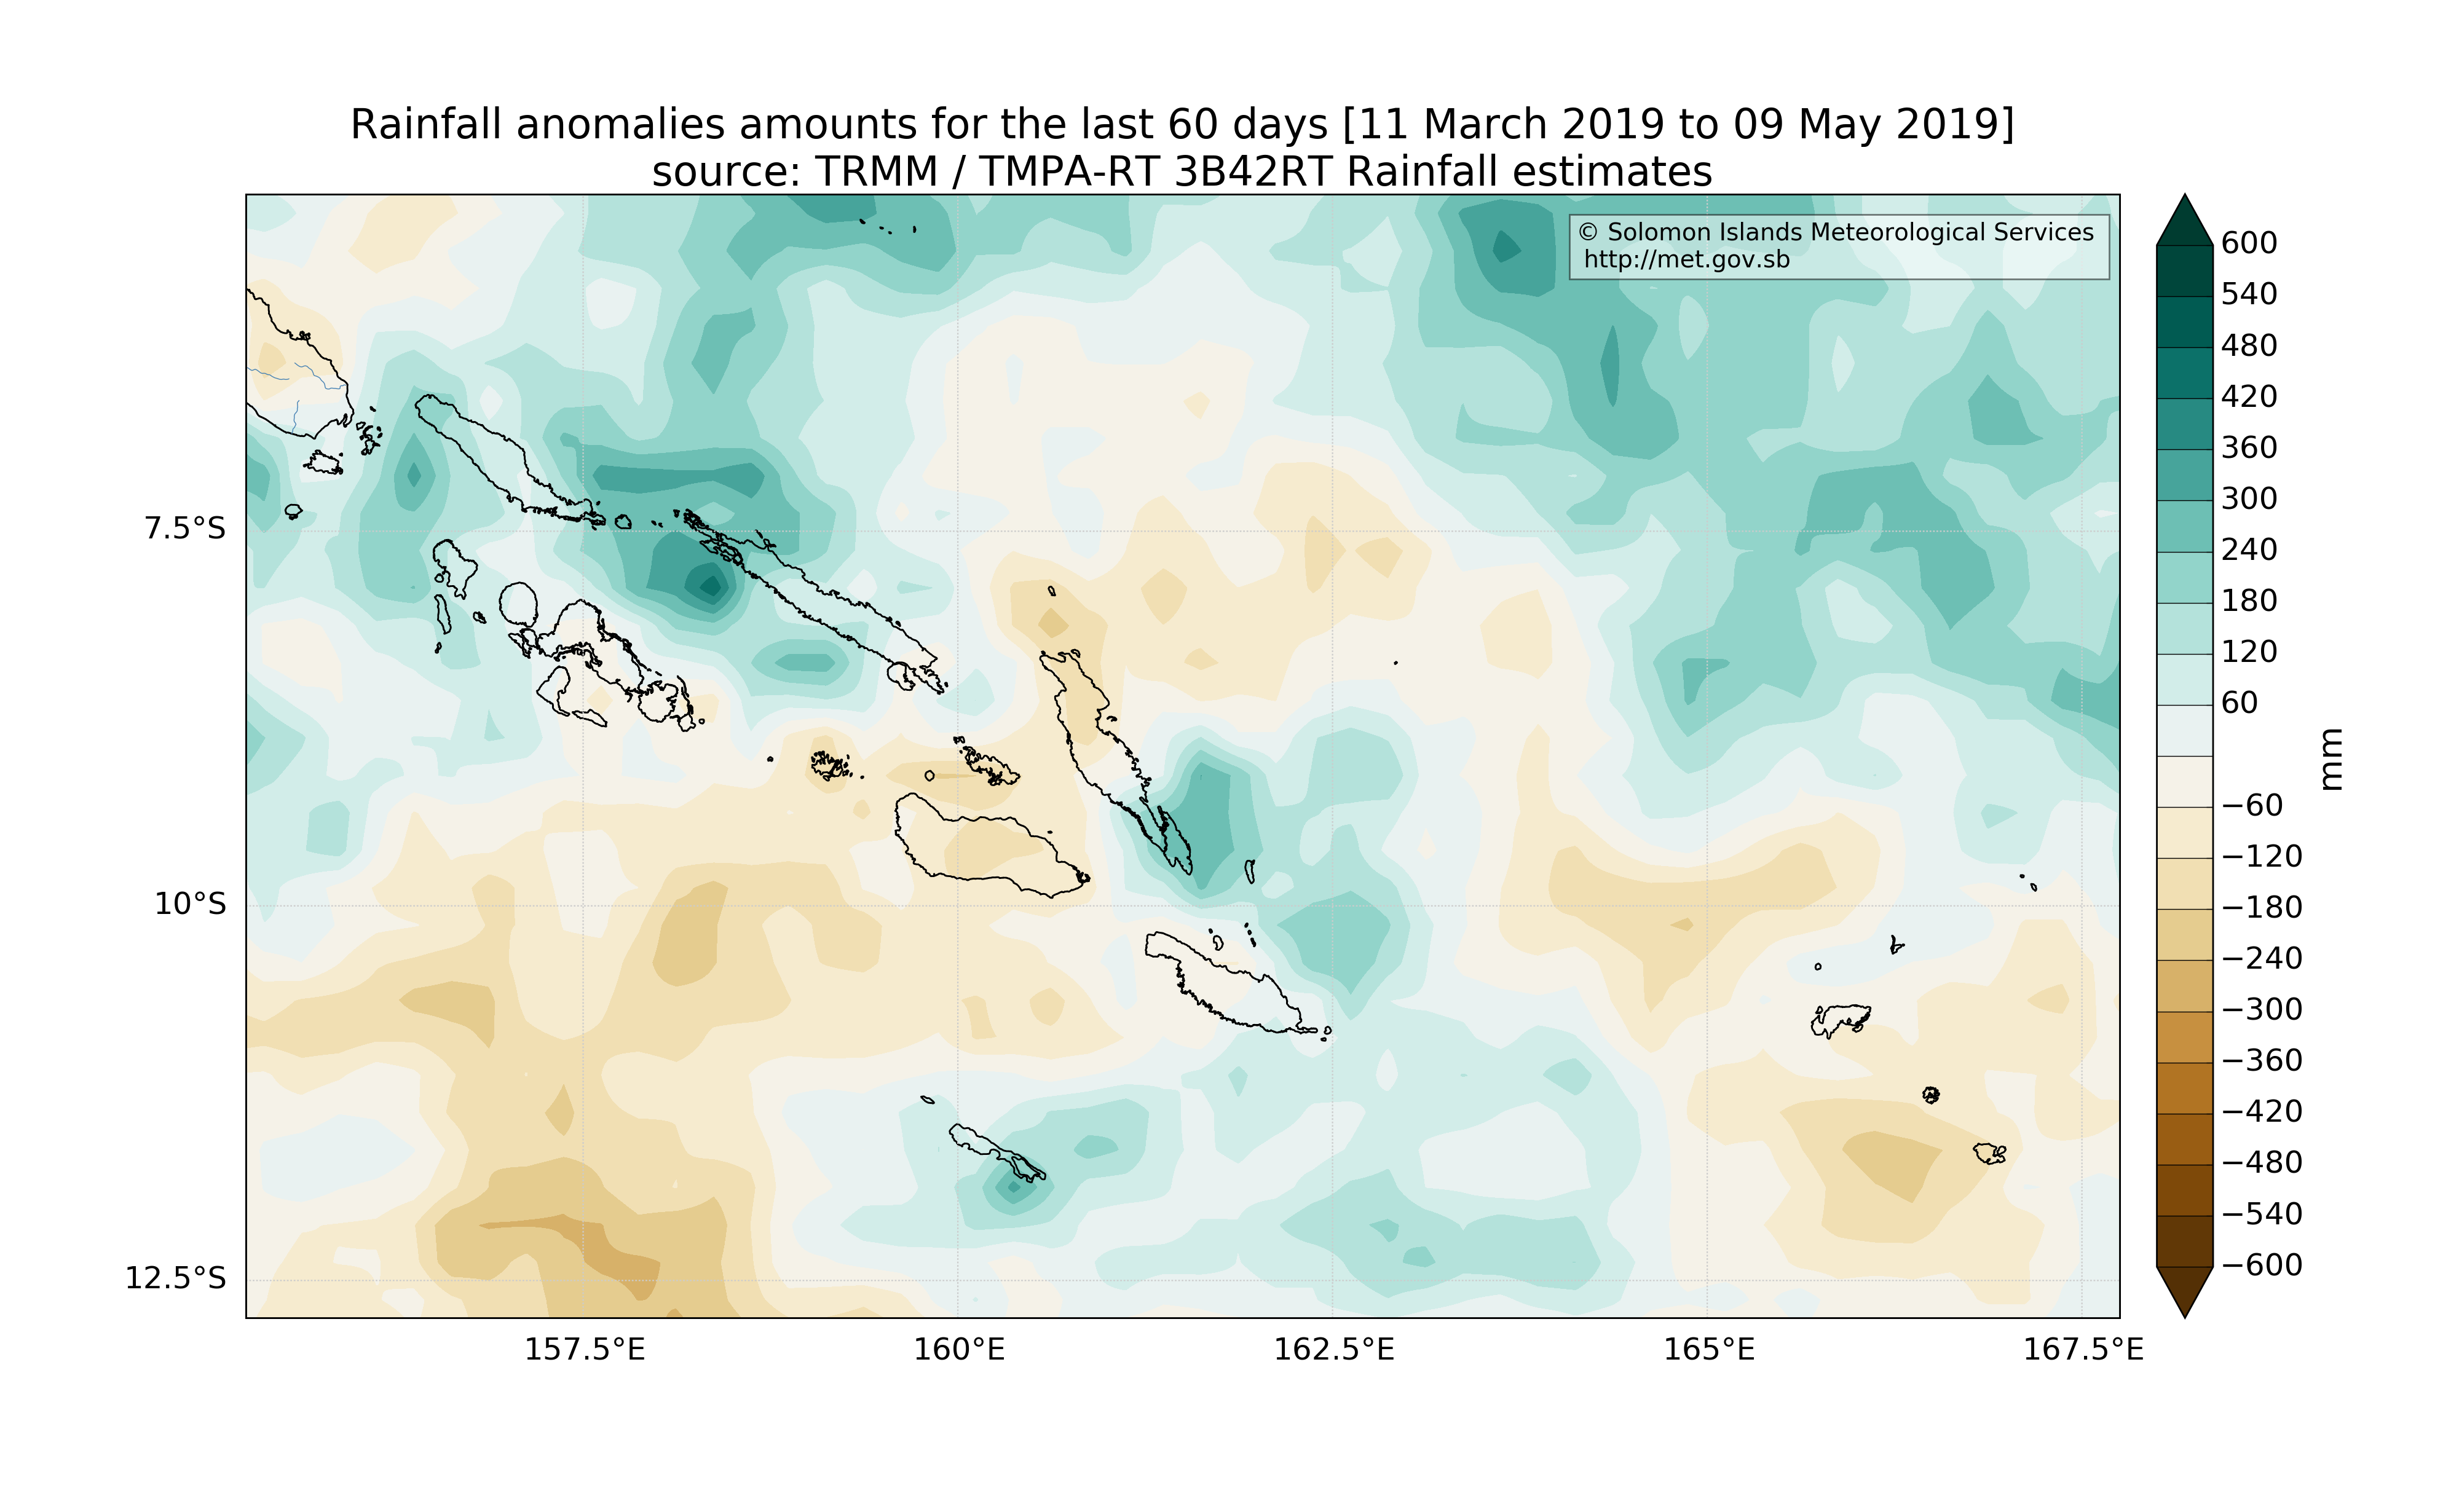 Rainfall anomalies amounts for the last 60 days [11 March 2019 to 09 May 2019]
source: TRMM / TMPA-RT 3B42RT Rainfall estimates
© Solomon Islands Meteorological Services
http://met.gov.sb
7.5°S
10°S
12.5°S
157.5°E
160°E
162.5°E
165°E
167.5°E
600
540
480
420
360
300
240
180
120
60
−60
−120
−180
−240
−300
−360
−420
−480
−540
−600
mm